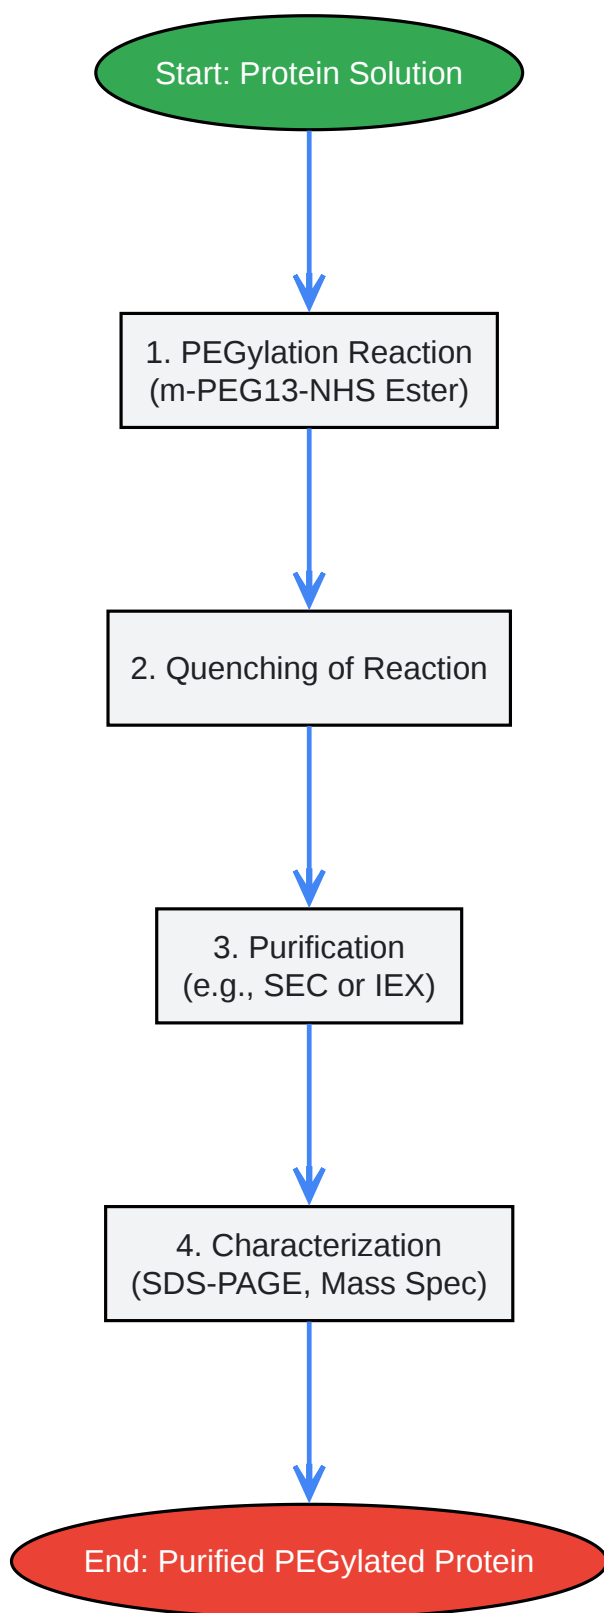 Start: Protein Solution
1. PEGylation Reaction
(m-PEG13-NHS Ester)
2. Quenching of Reaction
3. Purification
(e.g., SEC or IEX)
4. Characterization
(SDS-PAGE, Mass Spec)
End: Purified PEGylated Protein